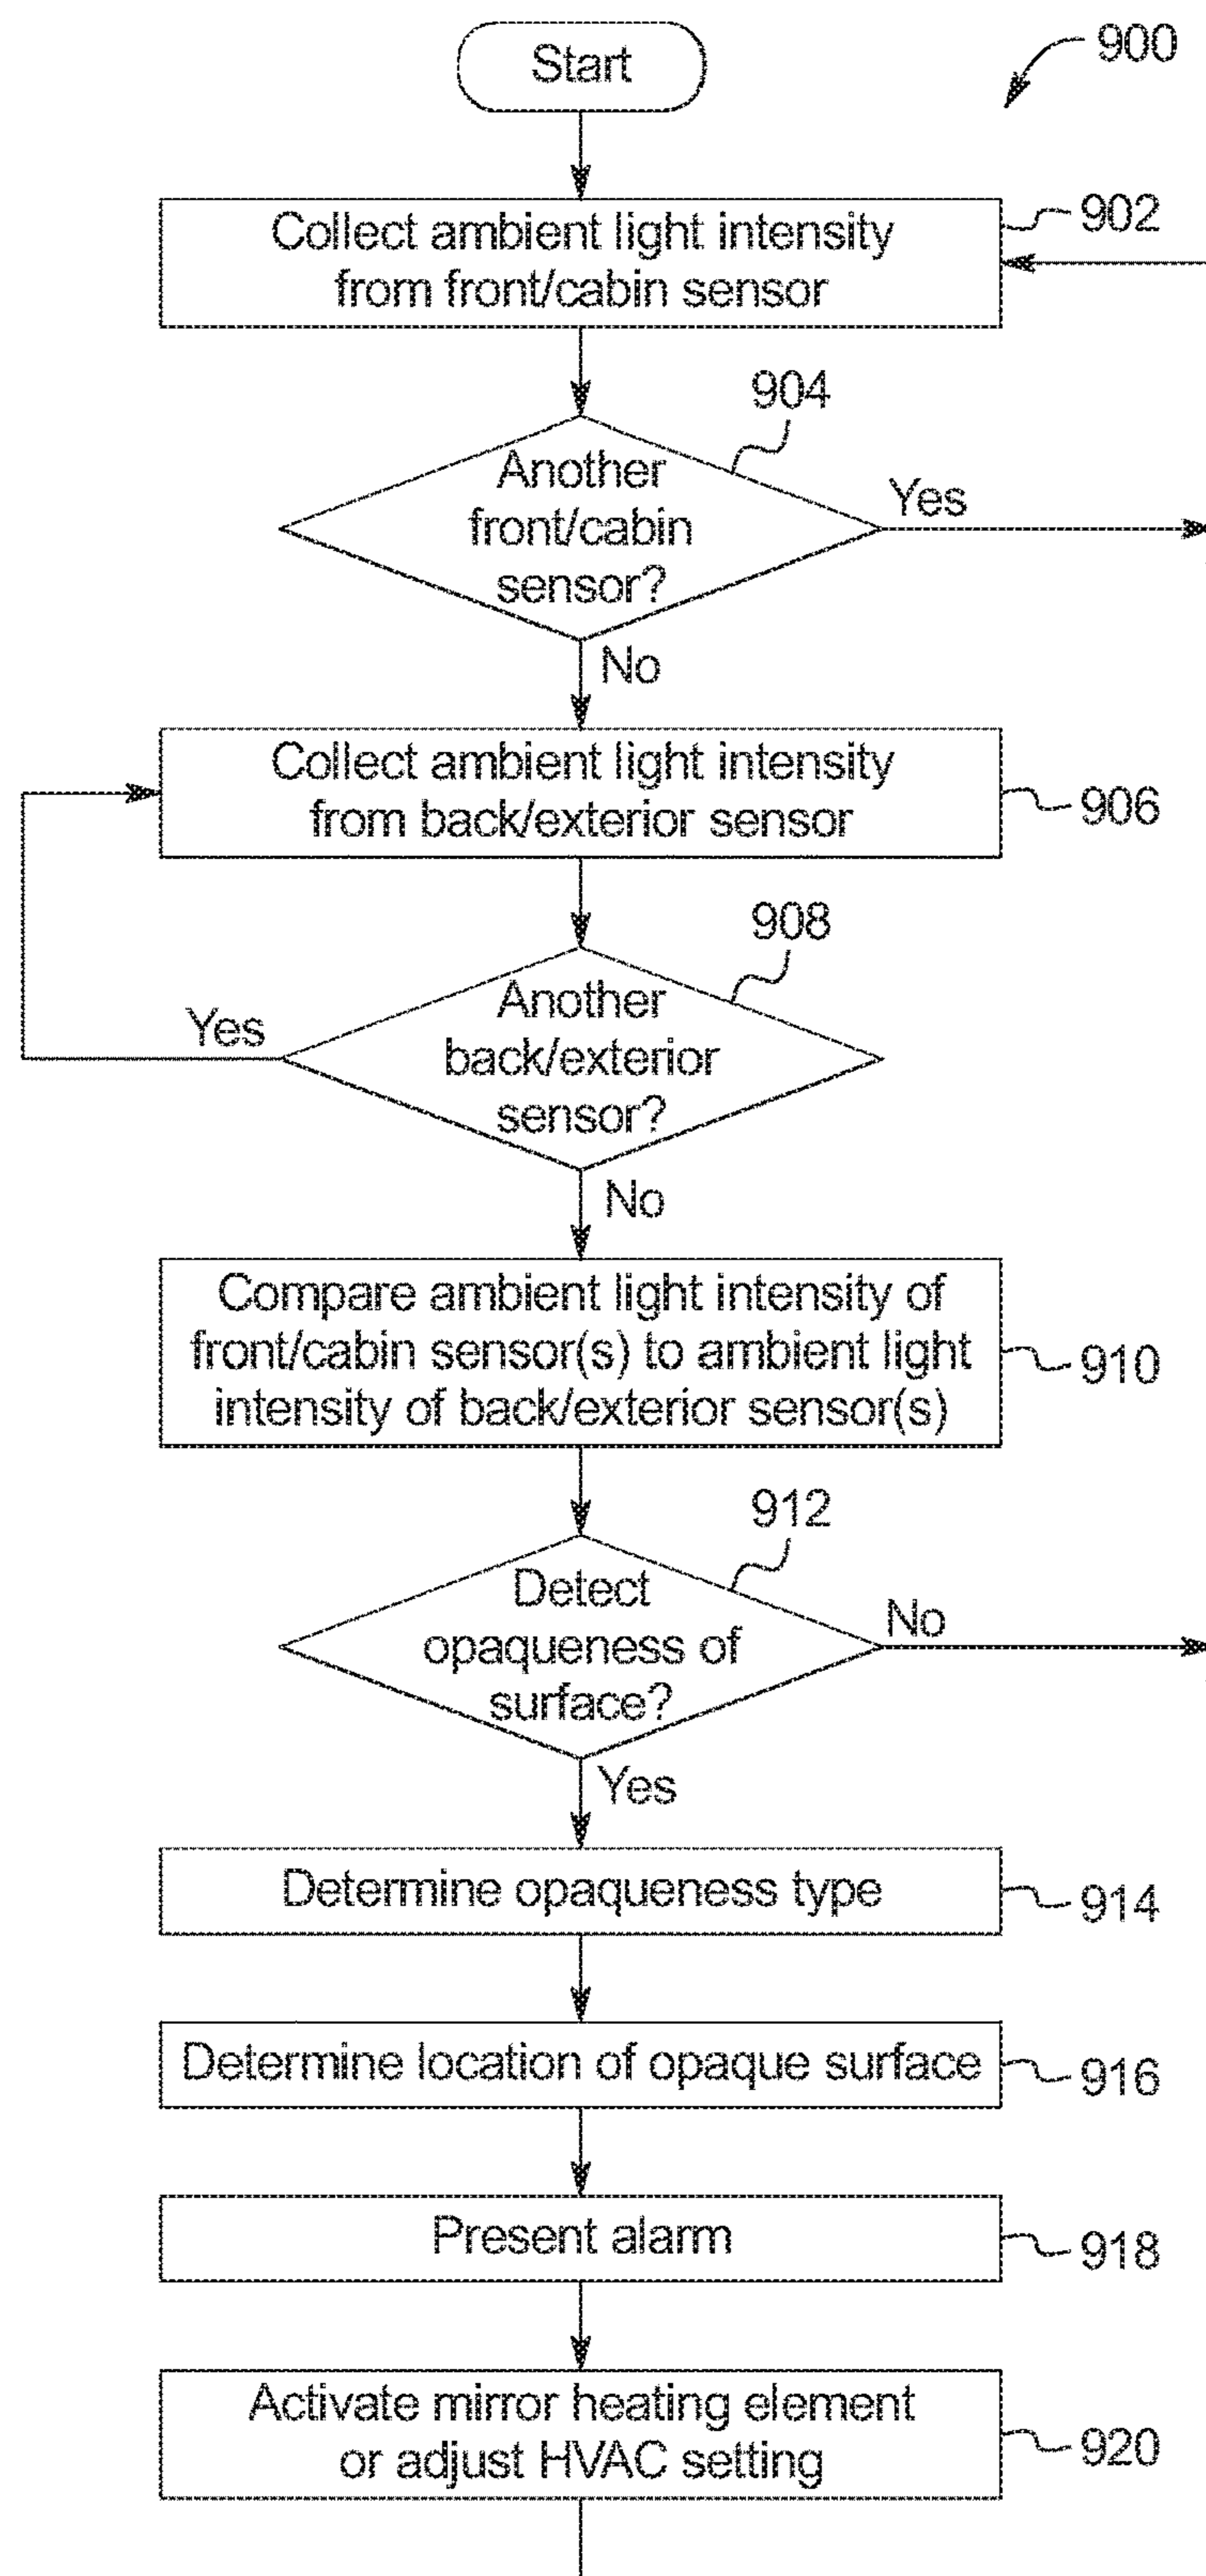 Start
900
Collect ambient light intensity
from front/cabin sensor
902
904
Another
front/cabin
sensor?
Yes
No
Collect ambient light intensity
from back/exterior sensor
906
908
Another
back/exterior
sensor?
Yes
No
Compare ambient light intensity of
front/cabin sensor(s) to ambient light
intensity of back/exterior sensor(s)
910
912
Detect
opaqueness of
surface?
No
Yes
Determine opaqueness type
914
Determine location of opaque surface
916
Present alarm
918
Activate mirror heating element
or adjust HVAC setting
920